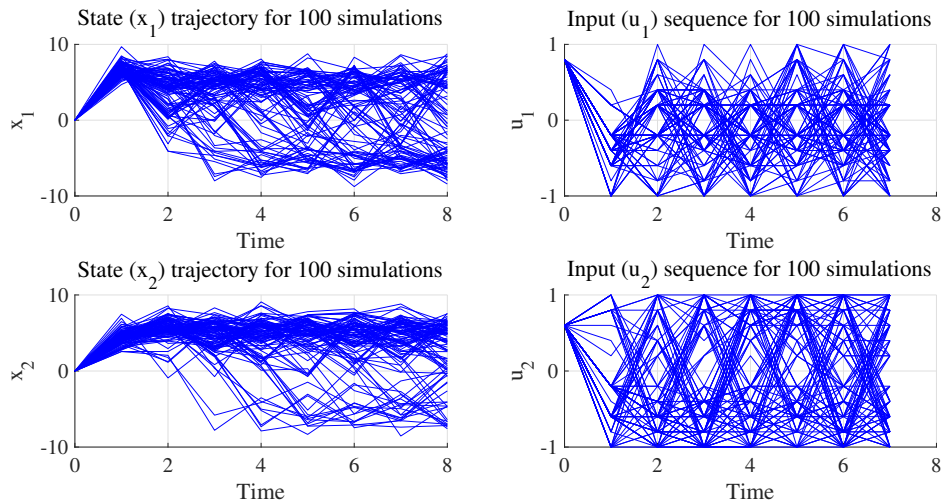 State (x₁) trajectory for 100 simulations
10
0
-10
x₁
0 2 4 6 8
Time
Input (u₁) sequence for 100 simulations
1
0
-1
u₁
0 2 4 6 8
Time
State (x₂) trajectory for 100 simulations
10
0
-10
x₂
0 2 4 6 8
Time
Input (u₂) sequence for 100 simulations
1
0
-1
u₂
0 2 4 6 8
Time